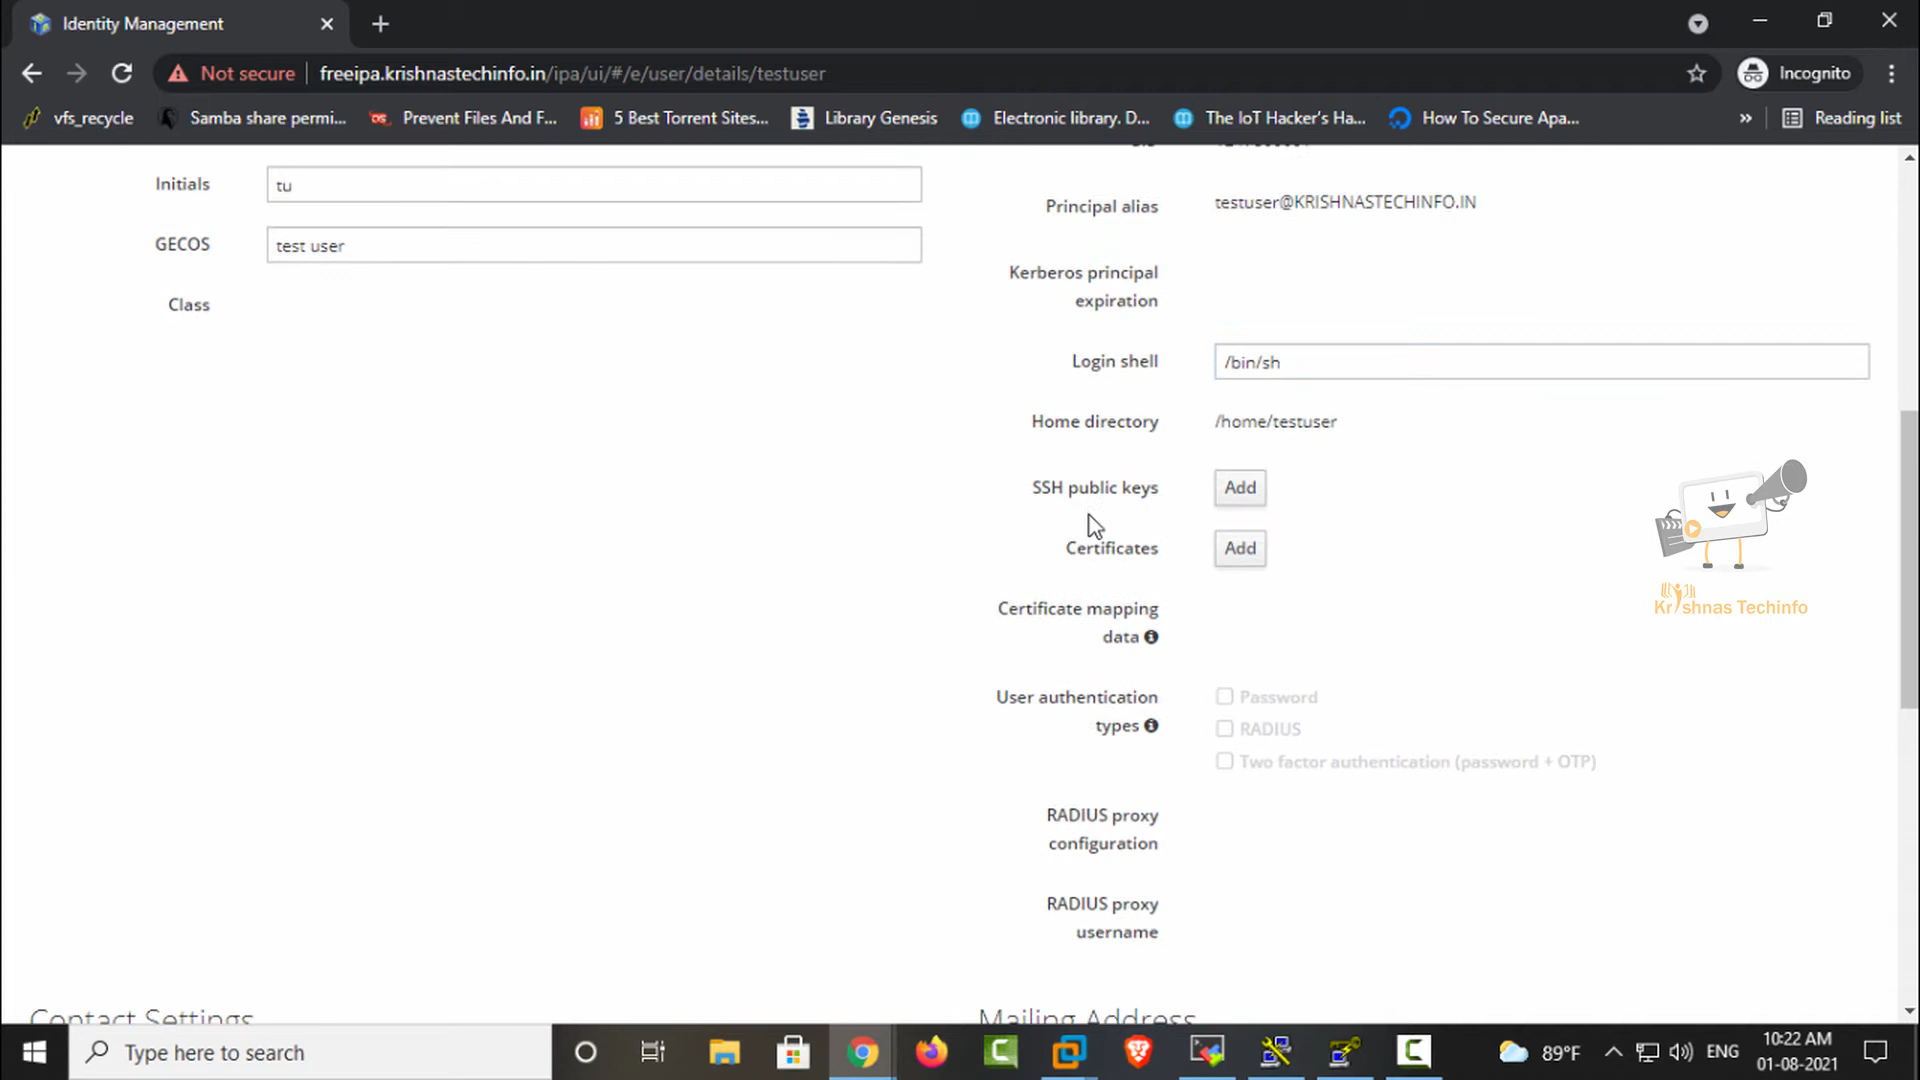 Identity Management
Not secure
freeipa.krishnastechinfo.in/ipa/ui/#/e/user/details/testuser
Incognito
vfs_recycle
Samba share permi...
Prevent Files And F...
5 Best Torrent Sites...
Library Genesis
Electronic library. D...
The IoT Hacker's Ha...
How To Secure Apa...
»
Reading list
Initials
tu
GECOS
test user
Class
Principal alias
testuser@KRISHNASTECHINFO.IN
Kerberos principal
expiration
Login shell
/bin/sh
Home directory
/home/testuser
SSH public keys
Add
Certificates
Add
Certificate mapping
data
User authentication
types
Password
RADIUS
Two factor authentication (password + OTP)
RADIUS proxy
configuration
RADIUS proxy
username
Krishnas Techinfo
Contact Settings
Mailing Address
Type here to search
89°F
ENG
10:22 AM
01-08-2021